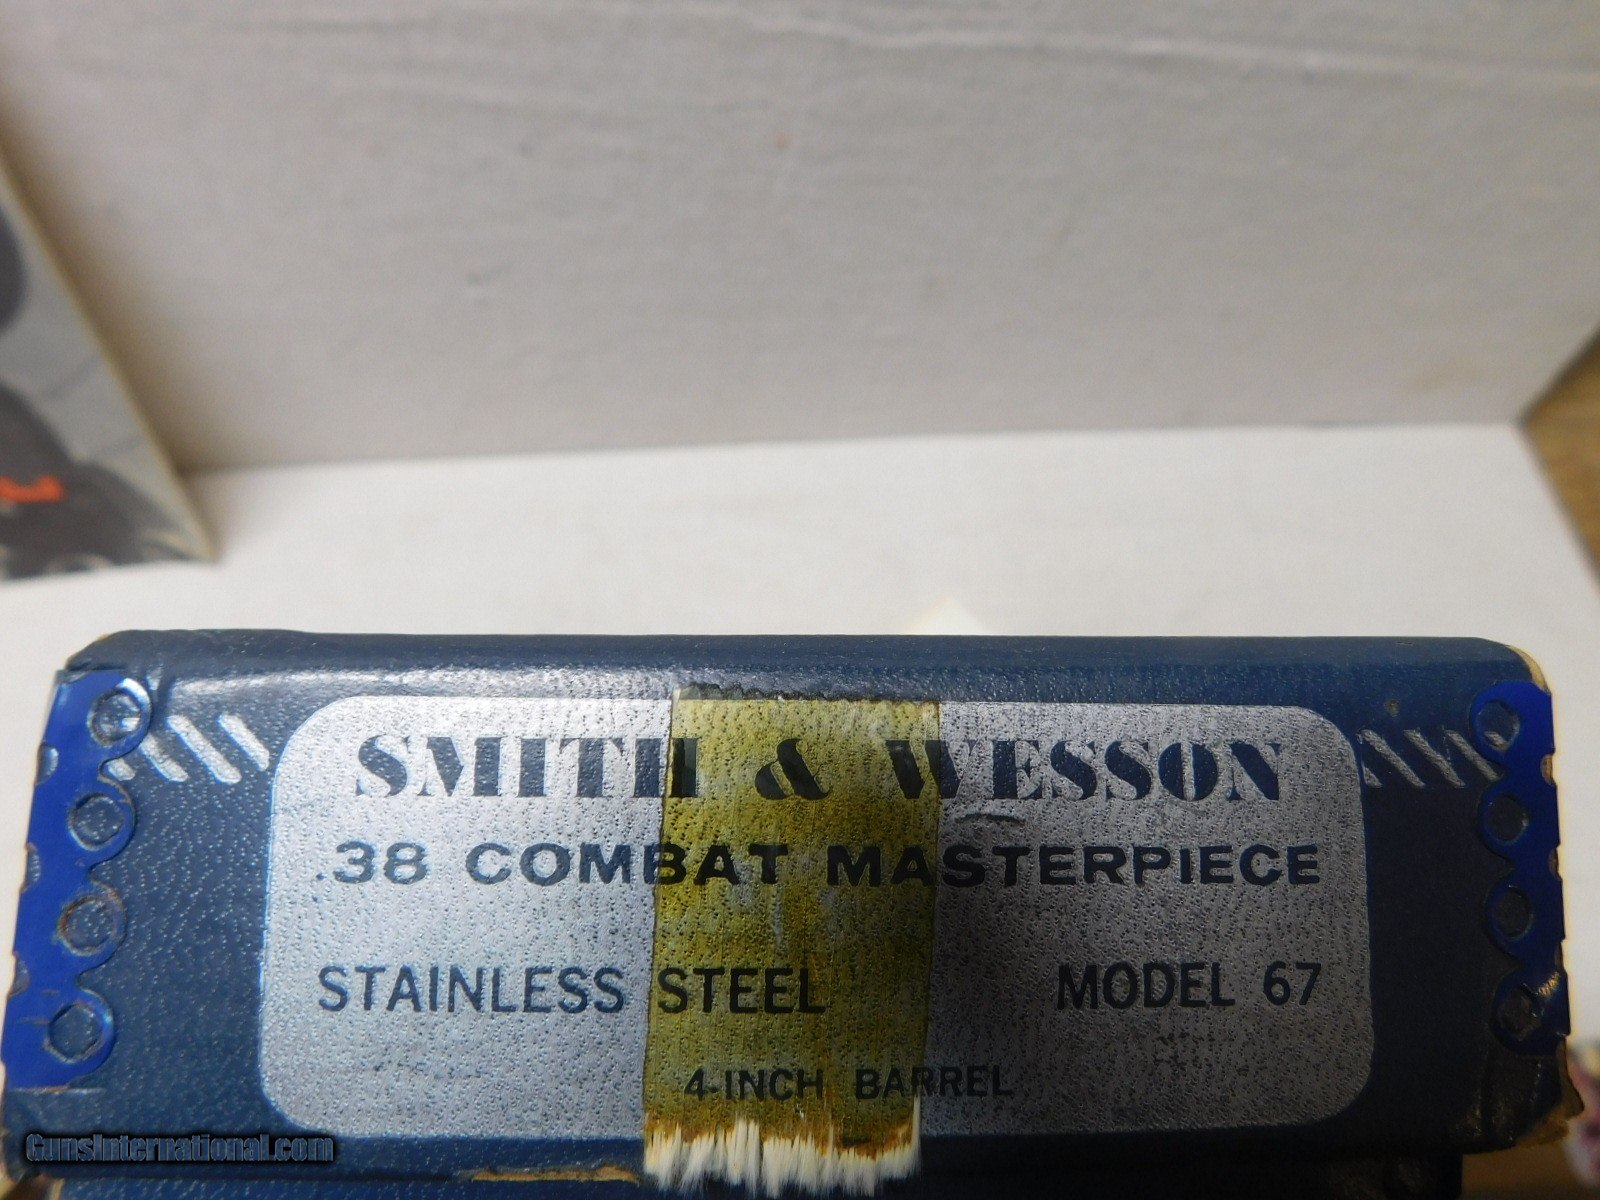 SMITH & WESSON
.38 COMBAT MASTERPIECE
STAINLESS STEEL MODEL 67
4-INCH BARREL
GunsInternational.com